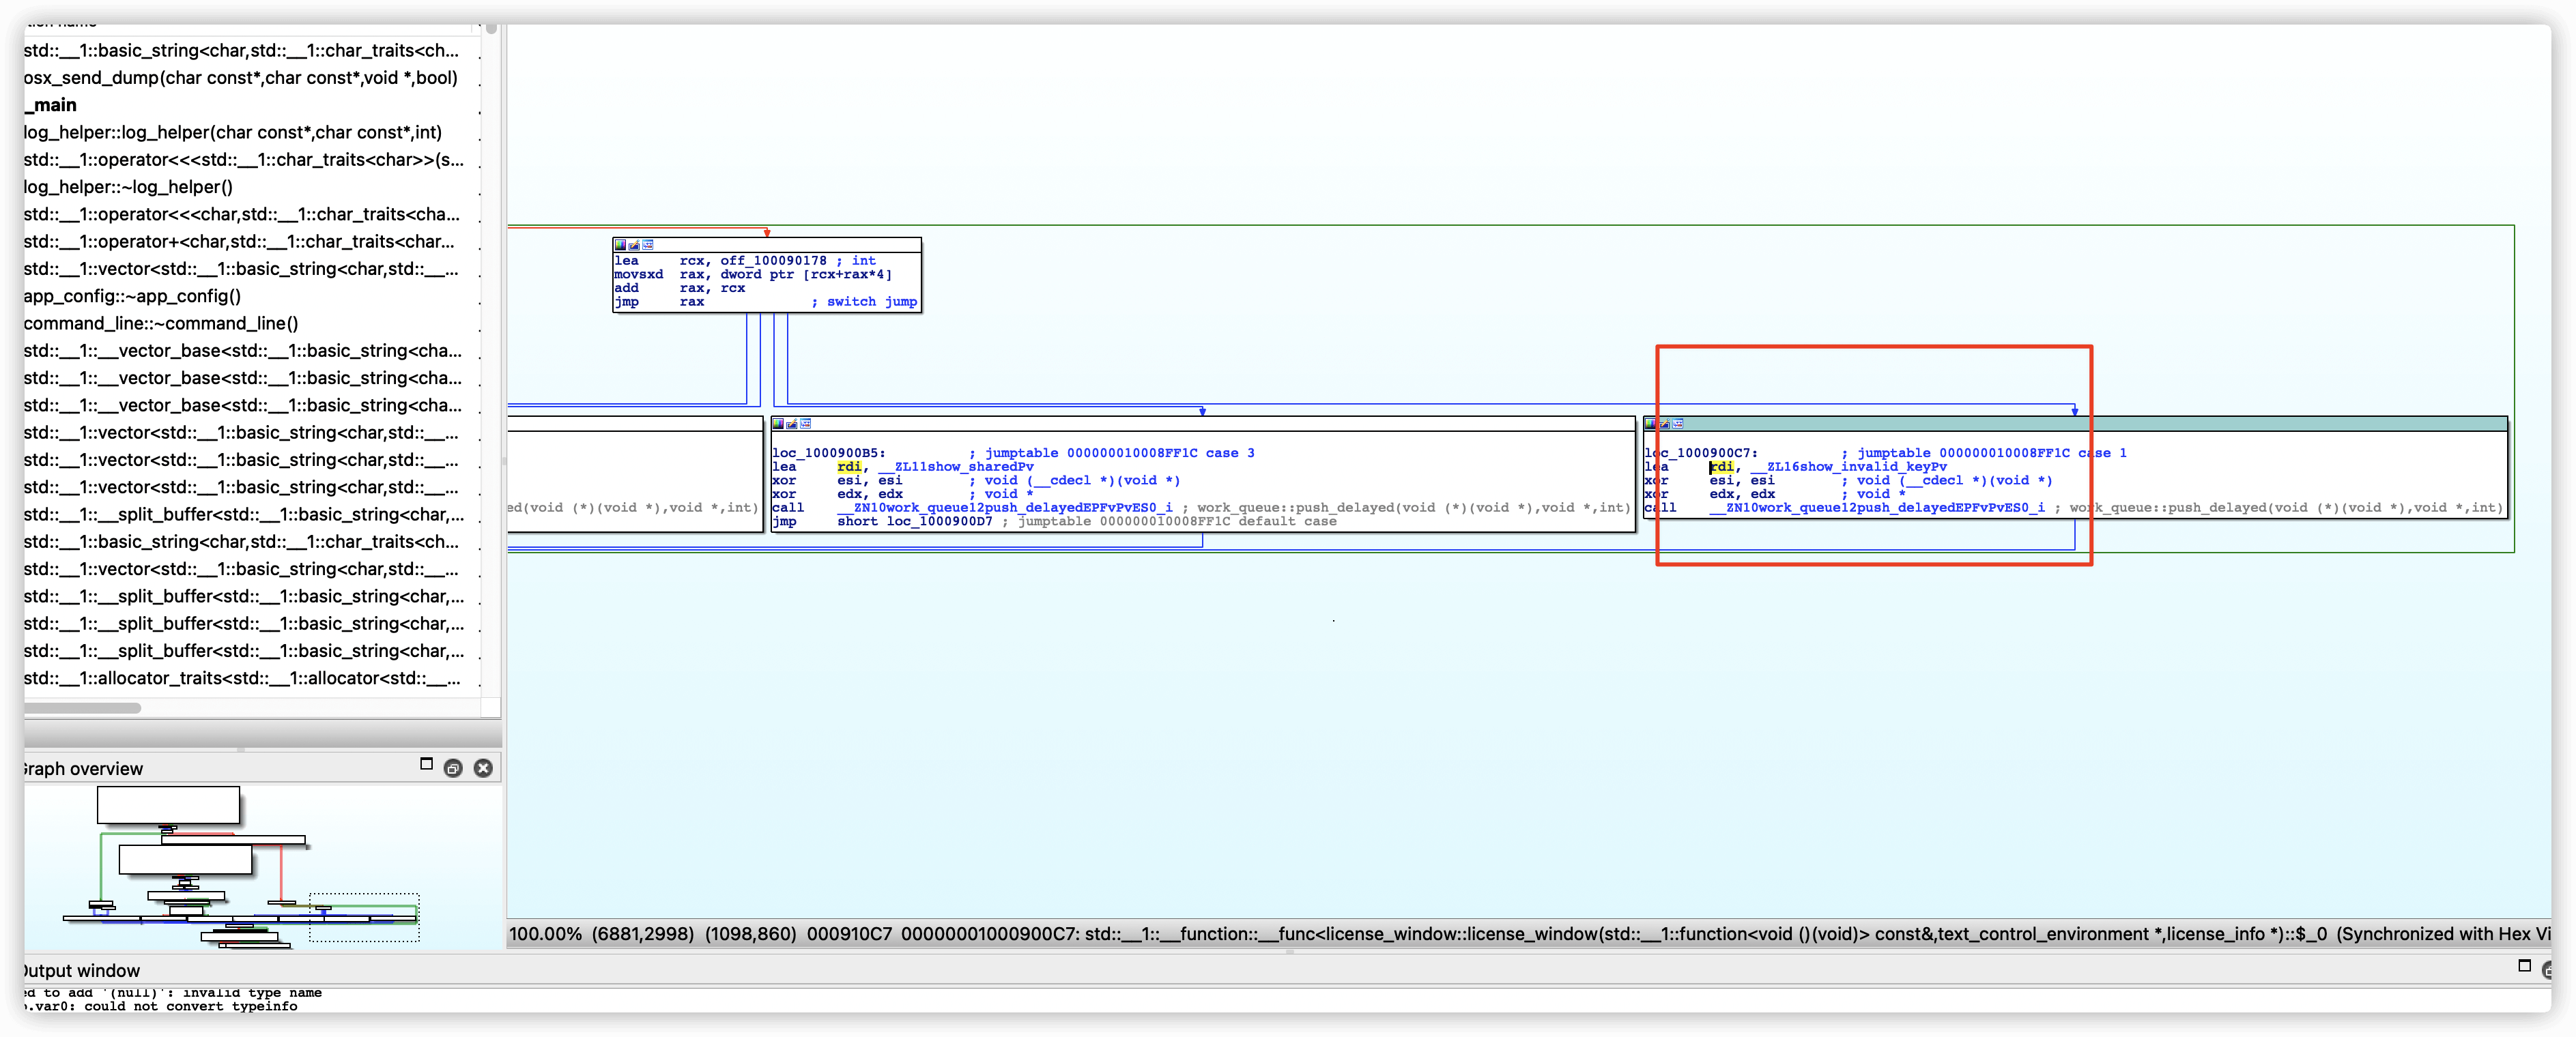 std::__1::basic_string<char,std::__1::char_traits<ch...
osx_send_dump(char const*,char const*,void *,bool)
_main
log_helper::log_helper(char const*,char const*,int)
std::__1::operator<<<std::__1::char_traits<char>>(s...
log_helper::~log_helper()
std::__1::operator<<<char,std::__1::char_traits<cha...
std::__1::operator+<char,std::__1::char_traits<char...
std::__1::vector<std::__1::basic_string<char,std::__...
app_config::~app_config()
command_line::~command_line()
std::__1::__vector_base<std::__1::basic_string<cha...
std::__1::__vector_base<std::__1::basic_string<cha...
std::__1::__vector_base<std::__1::basic_string<cha...
std::__1::vector<std::__1::basic_string<char,std::__...
std::__1::vector<std::__1::basic_string<char,std::__...
std::__1::vector<std::__1::basic_string<char,std::__...
std::__1::__split_buffer<std::__1::basic_string<char,...
std::__1::basic_string<char,std::__1::char_traits<ch...
std::__1::vector<std::__1::basic_string<char,std::__...
std::__1::__split_buffer<std::__1::basic_string<char,...
std::__1::__split_buffer<std::__1::basic_string<char,...
std::__1::__split_buffer<std::__1::basic_string<char,...
std::__1::allocator_traits<std::__1::allocator<std::__...
Graph overview
lea rcx, off_100090178 ; int
movsxd rax, dword ptr [rcx+rax*4]
add rax, rcx
jmp rax ; switch jump
ed(void (*)(void *),void *,int)
loc_1000900B5: ; jumptable 000000010008FF1C case 3
lea rdi, __ZL11show_sharedPv
xor esi, esi ; void (__cdecl *)(void *)
xor edx, edx ; void *
call __ZN10work_queue12push_delayedEPFvPvES0_i ; work_queue::push_delayed(void (*)(void *),void *,int)
jmp short loc_1000900D7 ; jumptable 000000010008FF1C default case
loc_1000900C7: ; jumptable 000000010008FF1C case 1
lea rdi, __ZL16show_invalid_keyPv
xor esi, esi ; void (__cdecl *)(void *)
xor edx, edx ; void *
call __ZN10work_queue12push_delayedEPFvPvES0_i ; work_queue::push_delayed(void (*)(void *),void *,int)
100.00% (6881,2998) (1098,860) 000910C7 00000001000900C7: std::__1::__function::__func<license_window::license_window(std::__1::function<void ()(void)> const&,text_control_environment *,license_info *)::$_0 (Synchronized with Hex Vi
Output window
ed to add '(null)': invalid type name
.var0: could not convert typeinfo